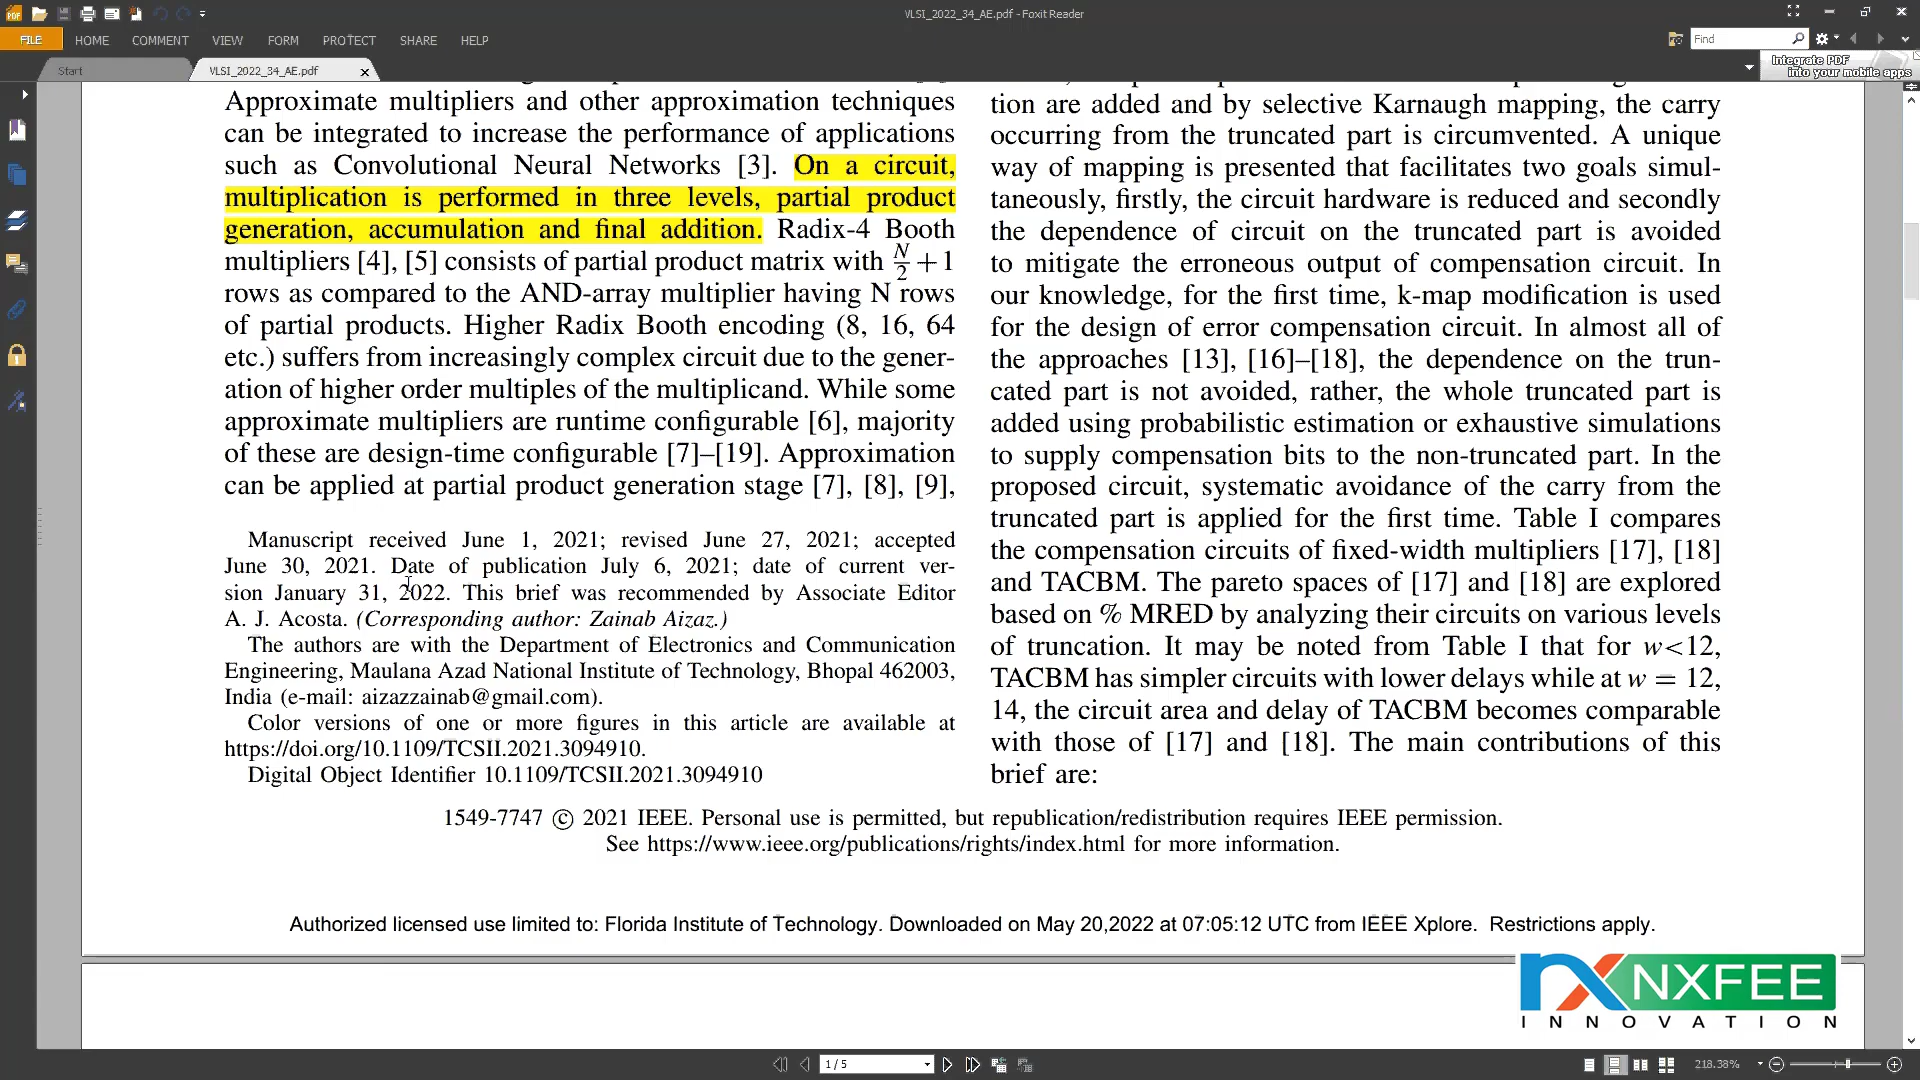 VLSI_2022_34_AE.pdf - Foxit Reader
FILE HOME COMMENT VIEW FORM PROTECT SHARE HELP
Find
Start
VLSI_2022_34_AE.pdf
Integrate PDF
into your mobile apps
Approximate multipliers and other approximation techniques
can be integrated to increase the performance of applications
such as Convolutional Neural Networks [3]. On a circuit,
multiplication is performed in three levels, partial product
generation, accumulation and final addition. Radix-4 Booth
multipliers [4], [5] consists of partial product matrix with N/2 +1
rows as compared to the AND-array multiplier having N rows
of partial products. Higher Radix Booth encoding (8, 16, 64
etc.) suffers from increasingly complex circuit due to the gener-
ation of higher order multiples of the multiplicand. While some
approximate multipliers are runtime configurable [6], majority
of these are design-time configurable [7]–[19]. Approximation
can be applied at partial product generation stage [7], [8], [9],
Manuscript received June 1, 2021; revised June 27, 2021; accepted
June 30, 2021. Date of publication July 6, 2021; date of current ver-
sion January 31, 2022. This brief was recommended by Associate Editor
A. J. Acosta. (Corresponding author: Zainab Aizaz.)
The authors are with the Department of Electronics and Communication
Engineering, Maulana Azad National Institute of Technology, Bhopal 462003,
India (e-mail: aizazzainab@gmail.com).
Color versions of one or more figures in this article are available at
https://doi.org/10.1109/TCSII.2021.3094910.
Digital Object Identifier 10.1109/TCSII.2021.3094910
tion are added and by selective Karnaugh mapping, the carry
occurring from the truncated part is circumvented. A unique
way of mapping is presented that facilitates two goals simul-
taneously, firstly, the circuit hardware is reduced and secondly
the dependence of circuit on the truncated part is avoided
to mitigate the erroneous output of compensation circuit. In
our knowledge, for the first time, k-map modification is used
for the design of error compensation circuit. In almost all of
the approaches [13], [16]–[18], the dependence on the trun-
cated part is not avoided, rather, the whole truncated part is
added using probabilistic estimation or exhaustive simulations
to supply compensation bits to the non-truncated part. In the
proposed circuit, systematic avoidance of the carry from the
truncated part is applied for the first time. Table I compares
the compensation circuits of fixed-width multipliers [17], [18]
and TACBM. The pareto spaces of [17] and [18] are explored
based on % MRED by analyzing their circuits on various levels
of truncation. It may be noted from Table I that for w<12,
TACBM has simpler circuits with lower delays while at w = 12,
14, the circuit area and delay of TACBM becomes comparable
with those of [17] and [18]. The main contributions of this
brief are:
1549-7747 © 2021 IEEE. Personal use is permitted, but republication/redistribution requires IEEE permission.
See https://www.ieee.org/publications/rights/index.html for more information.
Authorized licensed use limited to: Florida Institute of Technology. Downloaded on May 20,2022 at 07:05:12 UTC from IEEE Xplore. Restrictions apply.
NXFEE
INNOVATION
1 / 5
218.38%